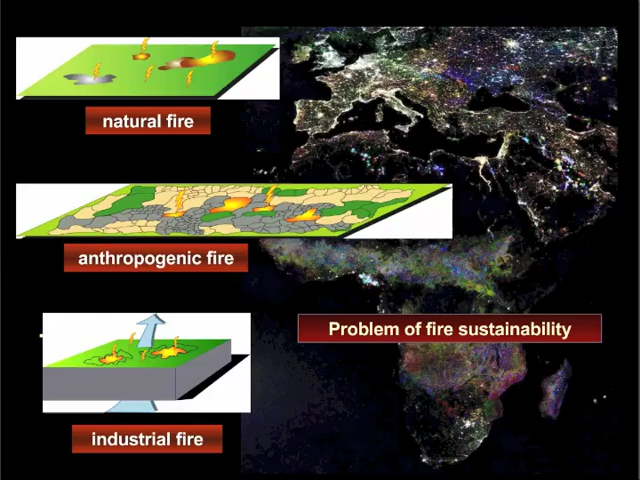 natural fire
anthropogenic fire
Problem of fire sustainability
industrial fire